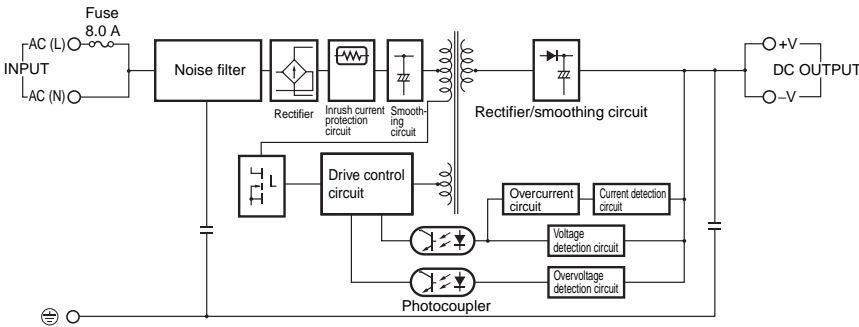 Fuse
8.0 A
AC (L)
INPUT
AC (N)
Noise filter
Rectifier
Inrush current
protection
circuit
Smooth-
ing
circuit
Rectifier/smoothing circuit
+V
DC OUTPUT
–V
Drive control
circuit
Overcurrent
circuit
Current detection
circuit
Voltage
detection circuit
Overvoltage
detection circuit
Photocoupler